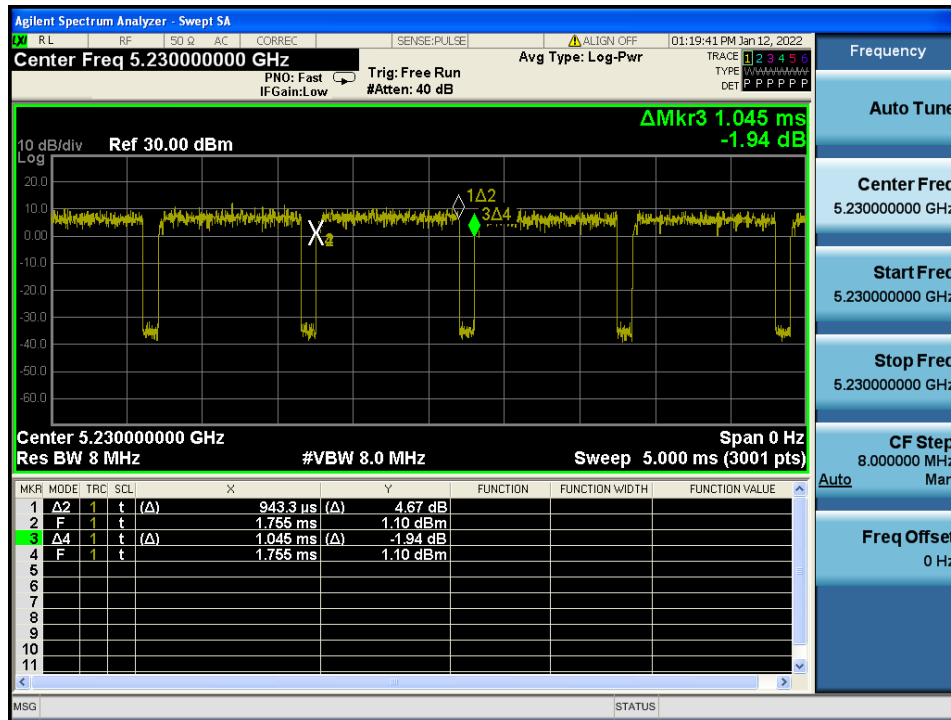 Agilent Spectrum Analyzer - Swept SA
LXI RL RF 50 Ω AC CORREC SENSE:PULSE ALIGN OFF 01:19:41 PM Jan 12, 2022
Center Freq 5.230000000 GHz
PNO: Fast
IFGain:Low
Trig: Free Run
#Atten: 40 dB
Avg Type: Log-Pwr
TRACE 1 2 3 4 5 6
TYPE
DET P P P P P P
ΔMkr3 1.045 ms
-1.94 dB
10 dB/div Ref 30.00 dBm
Log
20.0
10.0
0.00
-10.0
-20.0
-30.0
-40.0
-50.0
-60.0
1Δ2
3Δ4
Center 5.230000000 GHz Span 0 Hz
Res BW 8 MHz #VBW 8.0 MHz Sweep 5.000 ms (3001 pts)
MKR MODE TRC SCL X Y FUNCTION FUNCTION WIDTH FUNCTION VALUE
1 Δ2 1 t (Δ) 943.3 µs (Δ) 4.67 dB
2 F 1 t 1.755 ms 1.10 dBm
3 Δ4 1 t (Δ) 1.045 ms (Δ) -1.94 dB
4 F 1 t 1.755 ms 1.10 dBm
5
6
7
8
9
10
11
MSG STATUS
Frequency
Auto Tune
Center Freq
5.230000000 GHz
Start Freq
5.230000000 GHz
Stop Freq
5.230000000 GHz
CF Step
8.000000 MHz
Auto Man
Freq Offset
0 Hz